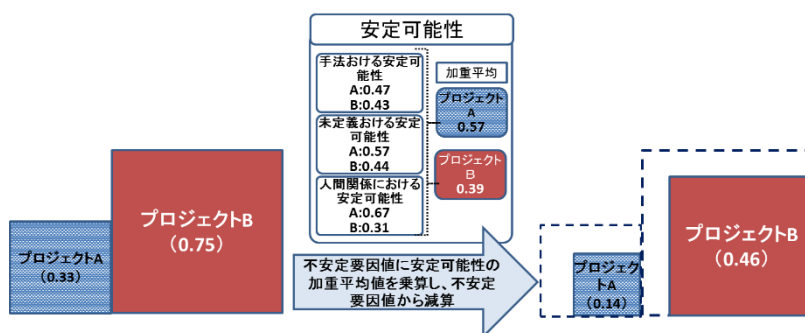 安定可能性
手法おける安定可
能性
A:0.47
B:0.43
未定義おける安定
可能性
A:0.57
B:0.44
人間関係における
安定可能性
A:0.67
B:0.31
加重平均
プロジェクト
A
0.57
プロジェクト
B
0.39
プロジェクトA
（0.33）
プロジェクトB
（0.75）
不安定要因値に安定可能性の
加重平均値を乗算し、不安定
要因値から減算
プロジェク
トA
（0.14）
プロジェクトB
（0.46）